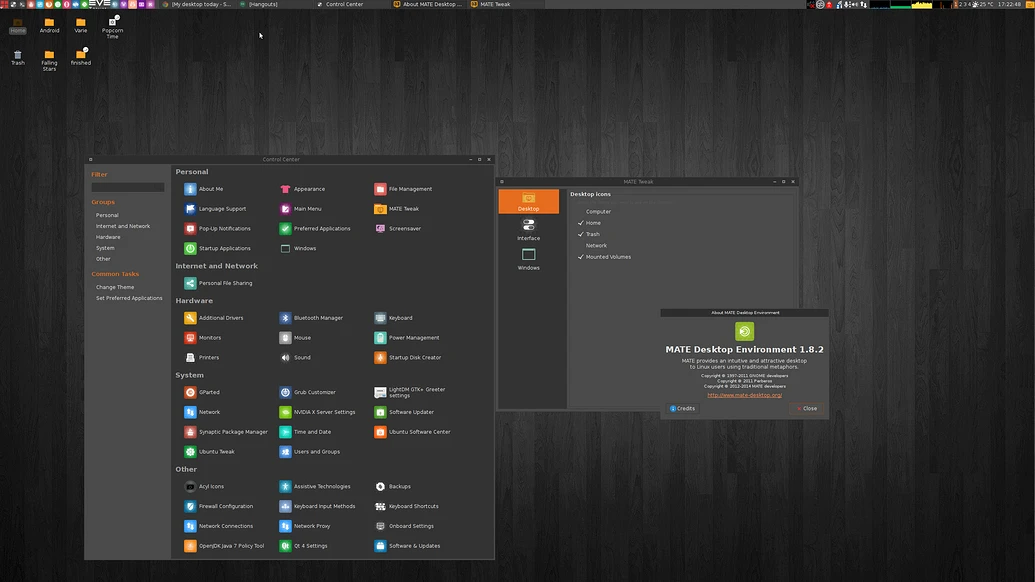 EVE
[My desktop today - S...
[Hangouts]
Control Center
About MATE Desktop ...
MATE Tweak
1 2 3 4
25 °C
17:22:48
Home
Android
Varie
Popcorn
Time
Trash
Falling
Stars
finished
Control Center
Filter
Groups
Personal
Internet and Network
Hardware
System
Other
Common Tasks
Change Theme
Set Preferred Applications
Personal
About Me
Appearance
File Management
Language Support
Main Menu
MATE Tweak
Pop-Up Notifications
Preferred Applications
Screensaver
Startup Applications
Windows
Internet and Network
Personal File Sharing
Hardware
Additional Drivers
Bluetooth Manager
Keyboard
Monitors
Mouse
Power Management
Printers
Sound
Startup Disk Creator
System
GParted
Grub Customizer
LightDM GTK+ Greeter
settings
Network
NVIDIA X Server Settings
Software Updater
Synaptic Package Manager
Time and Date
Ubuntu Software Center
Ubuntu Tweak
Users and Groups
Other
Acyl Icons
Assistive Technologies
Backups
Firewall Configuration
Keyboard Input Methods
Keyboard Shortcuts
Network Connections
Network Proxy
Onboard Settings
OpenJDK Java 7 Policy Tool
Qt 4 Settings
Software & Updates
MATE Tweak
Desktop
Interface
Windows
Desktop icons
Computer
Home
Trash
Network
Mounted Volumes
About MATE Desktop Environment
MATE Desktop Environment 1.8.2
MATE provides an intuitive and attractive desktop
to Linux users using traditional metaphors.
Copyright © 1997-2011 GNOME developers
Copyright © 2011 Perberos
Copyright © 2012-2014 MATE developers
http://www.mate-desktop.org/
Credits
Close